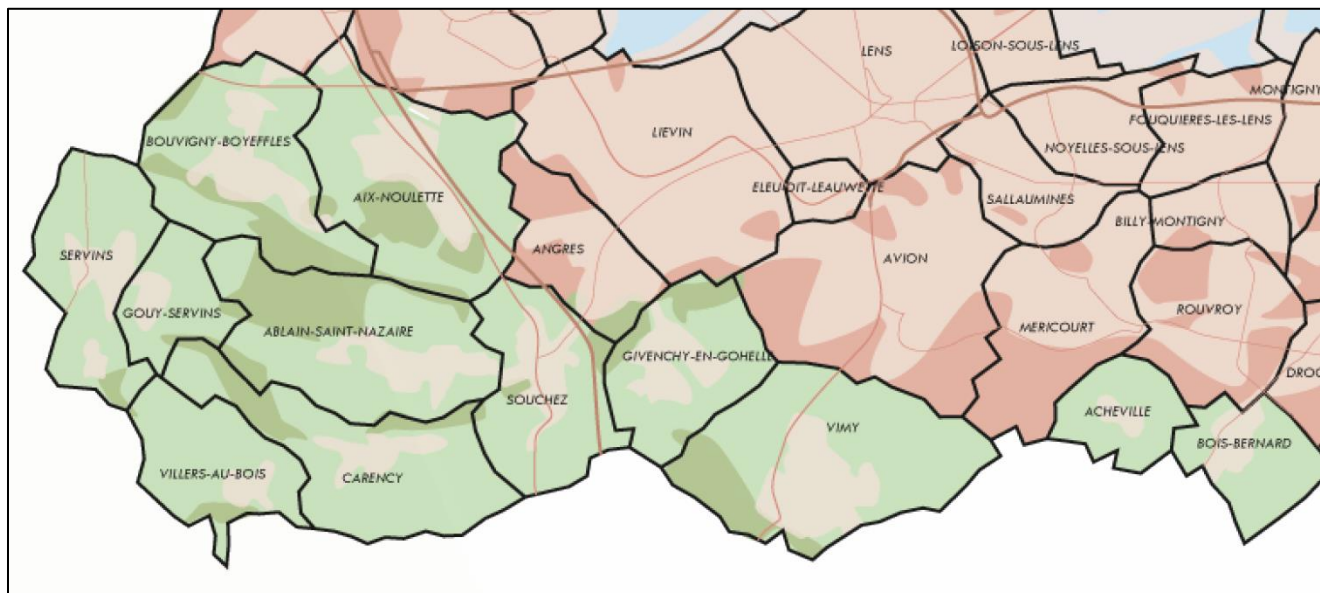 LENS
LOISON-SOUS-LENS
MONTIGNY
FOUQUIERES-LES-LENS
LIEVIN
BOUVIGNY-BOYEFFLES
NOYELLES-SOUS-LENS
ELEU-DIT-LEAUWETTE
AIX-NOULETTE
SALLAUMINES
BILLY-MONTIGNY
ANGRES
SERVINS
AVION
ROUVROY
GOUY-SERVINS
MERICOURT
ABLAIN-SAINT-NAZAIRE
GIVENCHY-EN-GOHELLE
DROC
SOUCHEZ
ACHEVILLE
VIMY
BOIS-BERNARD
VILLERS-AU-BOIS
CARENCY